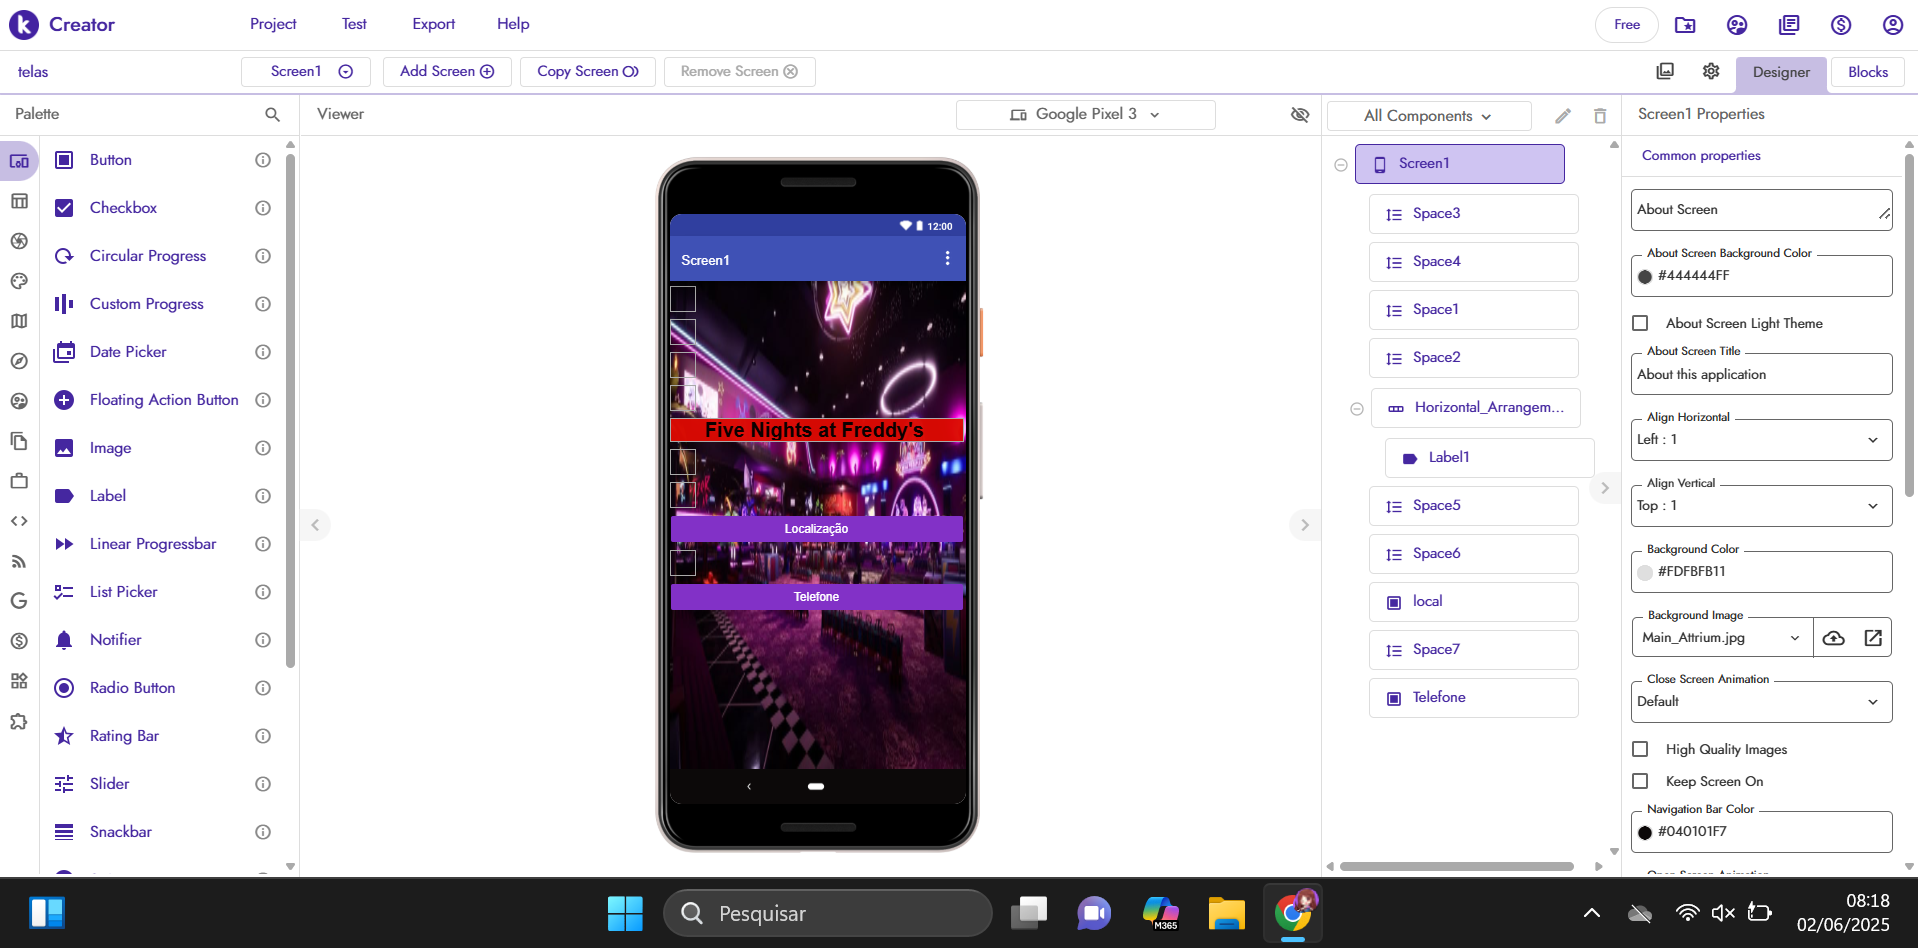 Creator
Project
Test
Export
Help
Free
telas
Screen1
Add Screen
Copy Screen
Remove Screen
Designer
Blocks
Palette
Viewer
Google Pixel 3
All Components
Screen1 Properties
Button
Checkbox
Circular Progress
Custom Progress
Date Picker
Floating Action Button
Image
Label
Linear Progressbar
List Picker
Notifier
Radio Button
Rating Bar
Slider
Snackbar
12:00
Screen1
Five Nights at Freddy's
Localização
Telefone
Screen1
Space3
Space4
Space1
Space2
Horizontal_Arrangem...
Label1
Space5
Space6
local
Space7
Telefone
Common properties
About Screen
About Screen Background Color
#444444FF
About Screen Light Theme
About Screen Title
About this application
Align Horizontal
Left : 1
Align Vertical
Top : 1
Background Color
#FDFBFB11
Background Image
Main_Attrium.jpg
Close Screen Animation
Default
High Quality Images
Keep Screen On
Navigation Bar Color
#040101F7
Open Screen Animation
Pesquisar
M365
08:18
02/06/2025